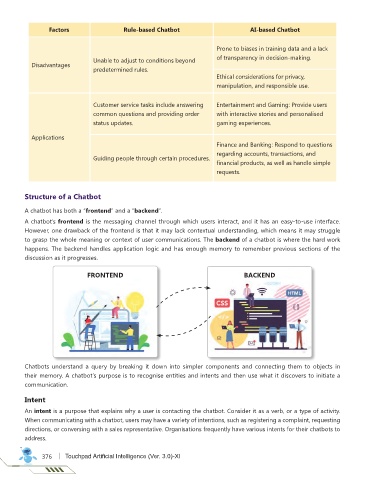 Factors Rule-based Chatbot AI-based Chatbot
Disadvantages
Unable to adjust to conditions beyond
predetermined rules.
Prone to biases in training data and a lack
of transparency in decision-making.
Ethical considerations for privacy,
manipulation, and responsible use.
Applications
Customer service tasks include answering
common questions and providing order
status updates.
Entertainment and Gaming: Provide users
with interactive stories and personalised
gaming experiences.
Guiding people through certain procedures.
Finance and Banking: Respond to questions
regarding accounts, transactions, and
financial products, as well as handle simple
requests.
Structure of a Chatbot
A chatbot has both a "frontend" and a "backend".
A chatbot's frontend is the messaging channel through which users interact, and it has an easy-to-use interface.
However, one drawback of the frontend is that it may lack contextual understanding, which means it may struggle
to grasp the whole meaning or context of user communications. The backend of a chatbot is where the hard work
happens. The backend handles application logic and has enough memory to remember previous sections of the
discussion as it progresses.
FRONTEND
BACKEND
CSS
HTML
Chatbots understand a query by breaking it down into simpler components and connecting them to objects in
their memory. A chatbot's purpose is to recognise entities and intents and then use what it discovers to initiate a
communication.
Intent
An intent is a purpose that explains why a user is contacting the chatbot. Consider it as a verb, or a type of activity.
When communicating with a chatbot, users may have a variety of intentions, such as registering a complaint, requesting
directions, or conversing with a sales representative. Organisations frequently have various intents for their chatbots to
address.
376 Touchpad Artificial Intelligence (Ver. 3.0)-XI